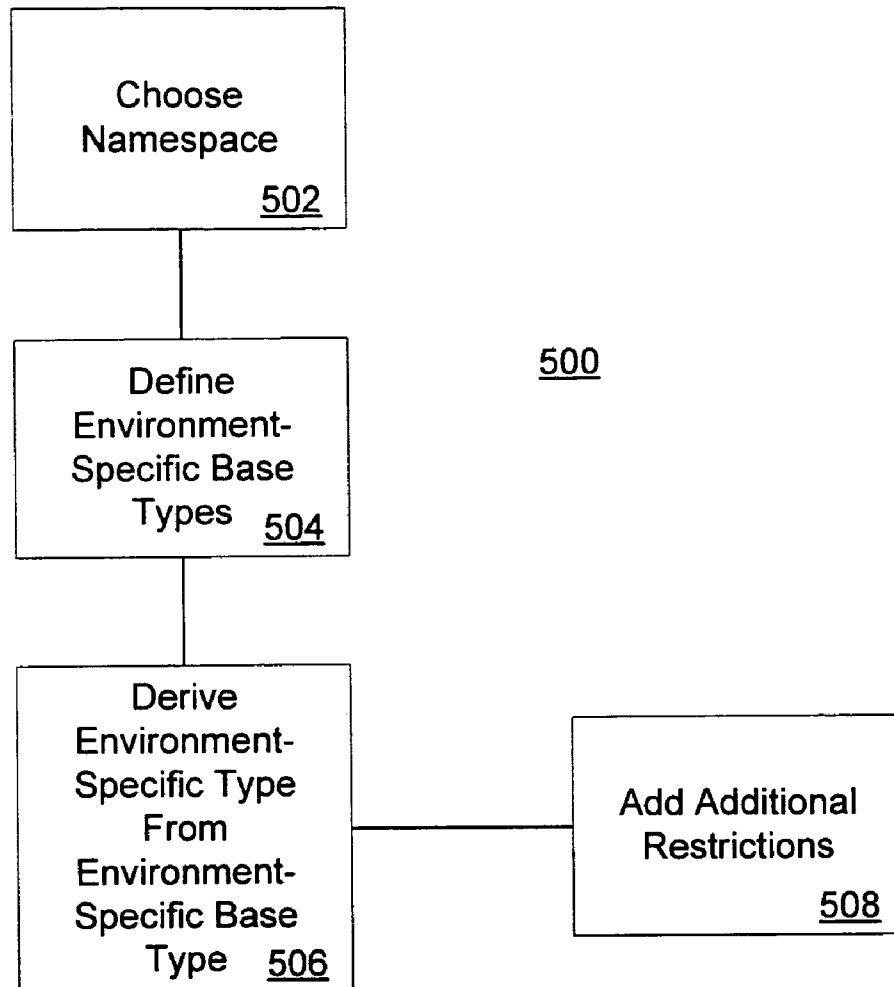 Choose
Namespace
502
Define
Environment-
Specific Base
Types
504
500
Derive
Environment-
Specific Type
From
Environment-
Specific Base
Type
506
Add Additional
Restrictions
508